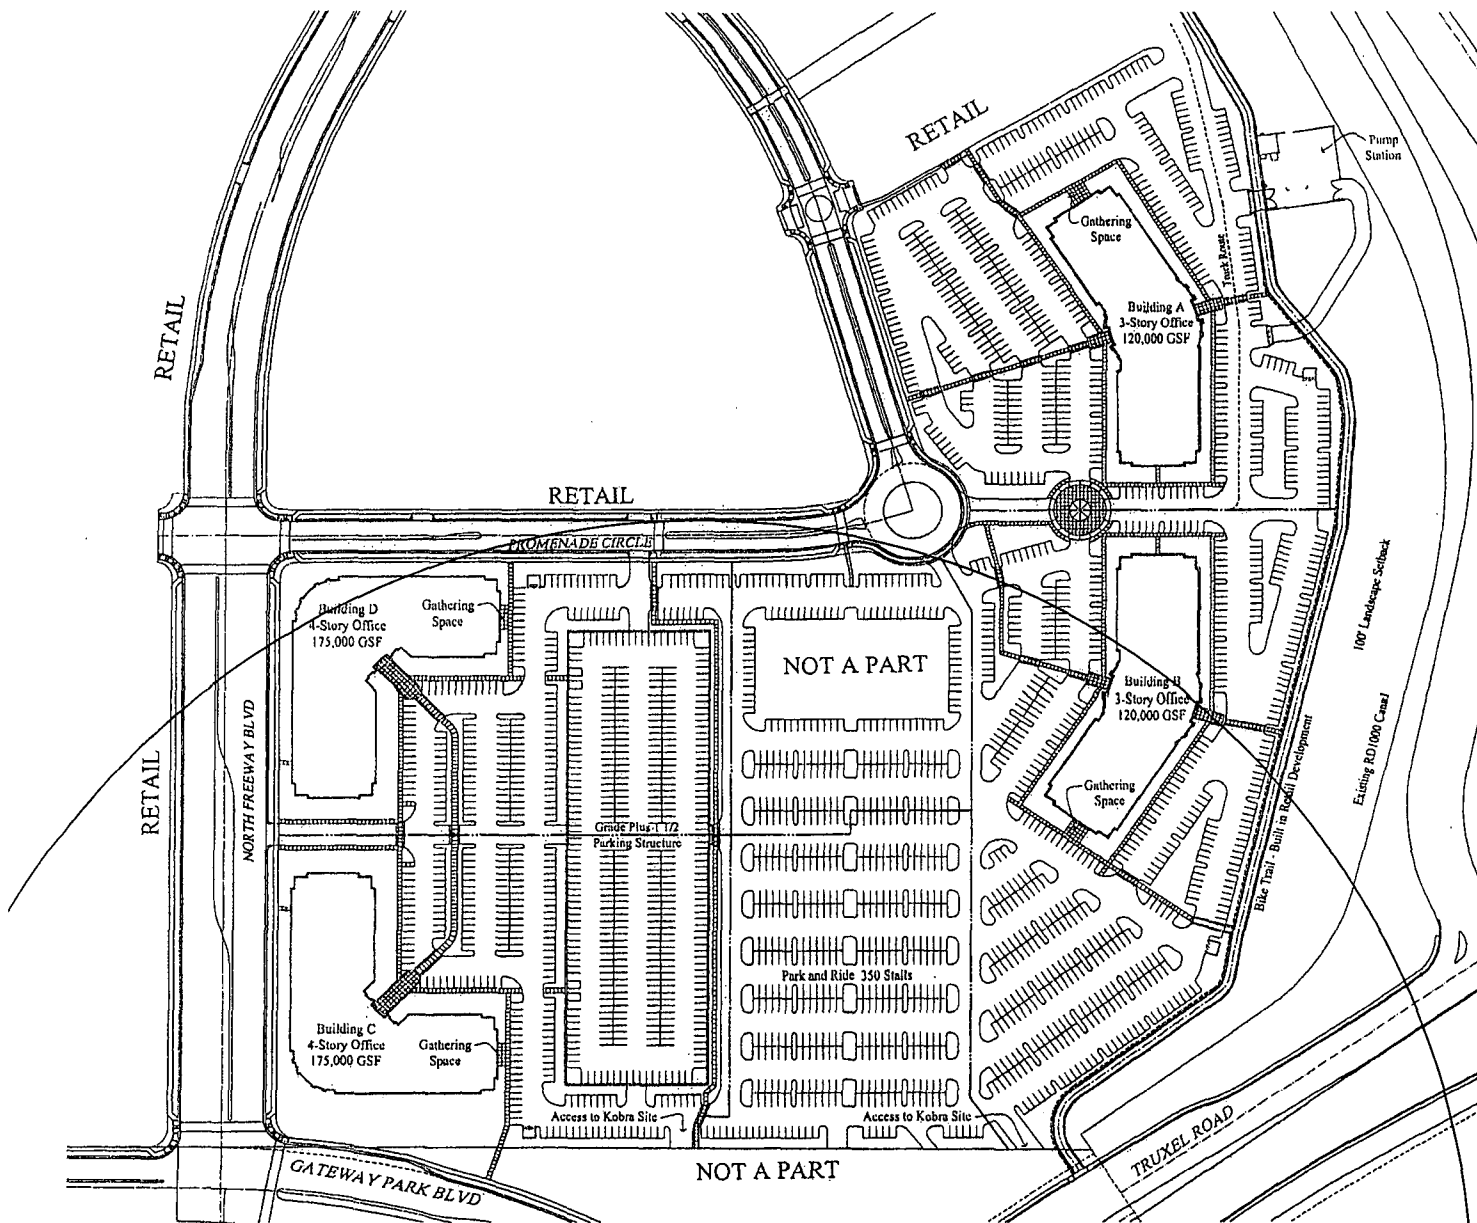 RETAIL
Pump
Station
Gathering
Space
Truck Route
Building A
3-Story Office
120,000 GSF
RETAIL
RETAIL
PROMENADE CIRCLE
Building D
4-Story Office
175,000 GSF
Gathering
Space
NOT A PART
Building B
3-Story Office
120,000 GSF
100' Landscape Setback
Existing RD1000 Canal
Bike Trail - Built in Retail Development
NORTH FREEWAY BLVD
RETAIL
Gathering
Space
Grade Plus-1 1/2
Parking Structure
Park and Ride 350 Stalls
Building C
4-Story Office
175,000 GSF
Gathering
Space
Access to Kobra Site
Access to Kobra Site
GATEWAY PARK BLVD
NOT A PART
TRUXEL ROAD